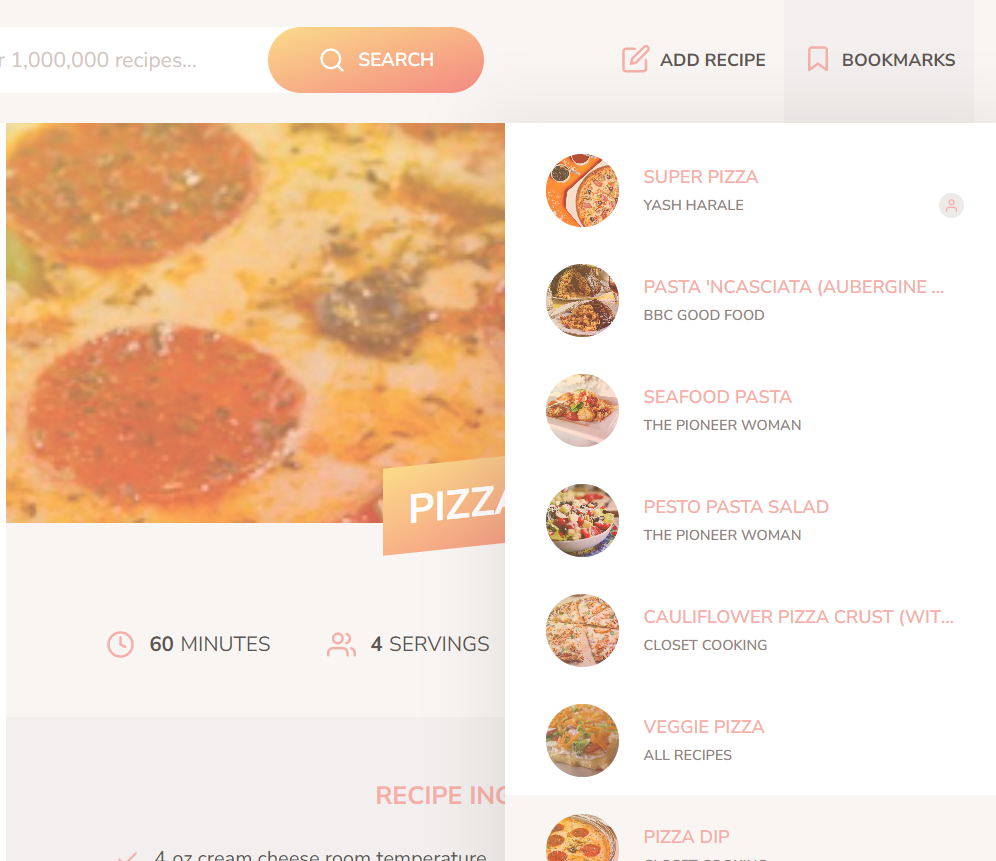 r 1,000,000 recipes...
SEARCH
ADD RECIPE
BOOKMARKS
SUPER PIZZA
YASH HARALE
PASTA 'NCASCIATA (AUBERGINE ...
BBC GOOD FOOD
SEAFOOD PASTA
THE PIONEER WOMAN
PESTO PASTA SALAD
THE PIONEER WOMAN
CAULIFLOWER PIZZA CRUST (WIT...
CLOSET COOKING
VEGGIE PIZZA
ALL RECIPES
PIZZA DIP
CLOSET COOKING
PIZZA
60 MINUTES
4 SERVINGS
RECIPE ING
4 oz cream cheese room temperature